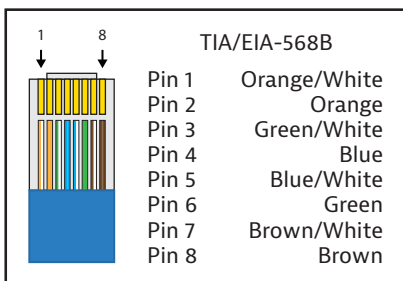 1 8
TIA/EIA-568B
Pin 1 Orange/White
Pin 2 Orange
Pin 3 Green/White
Pin 4 Blue
Pin 5 Blue/White
Pin 6 Green
Pin 7 Brown/White
Pin 8 Brown